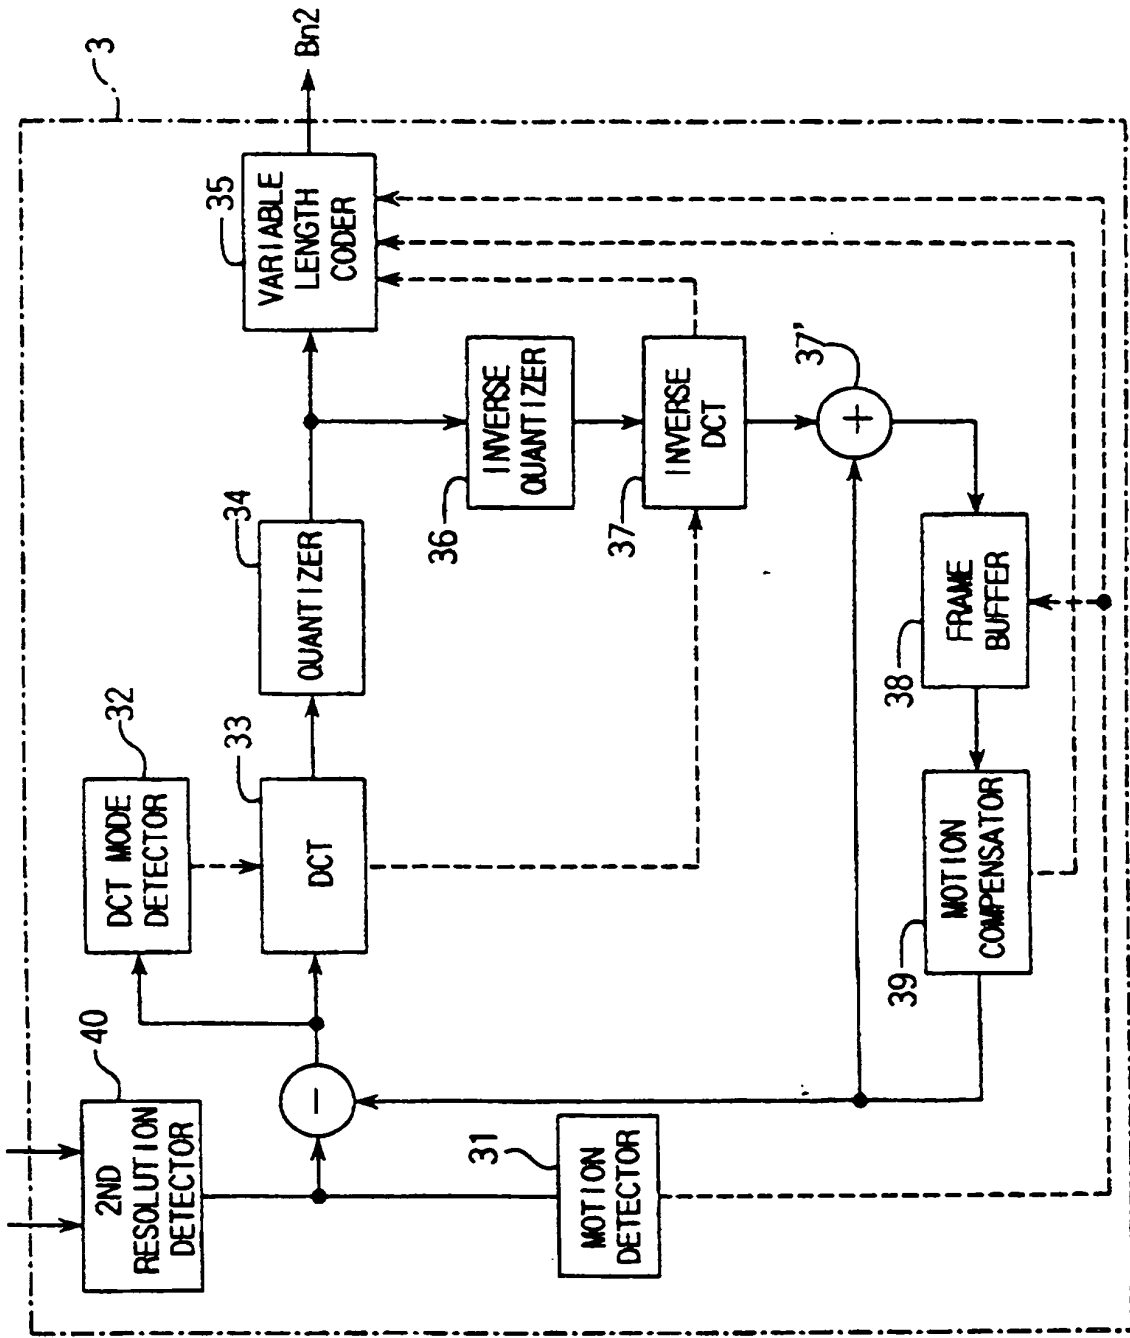 3
Bn2
35
VARIABLE
LENGTH
CODER
34
QUANTIZER
32
DCT MODE
DETECTOR
33
DCT
40
2ND
RESOLUTION
DETECTOR
−
31
MOTION
DETECTOR
36
INVERSE
QUANTIZER
37
INVERSE
DCT
37'
+
38
FRAME
BUFFER
39
MOTION
COMPENSATOR